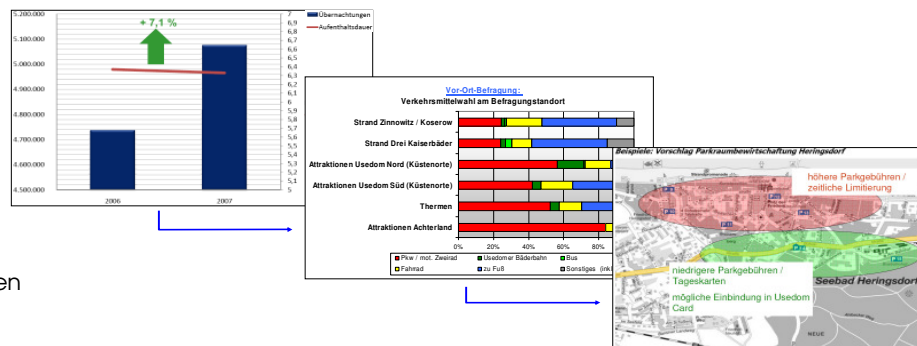 5.200.000
5.000.000
4.900.000
4.800.000
4.700.000
4.600.000
4.500.000
+ 7,1 %
2006
2007
7
6,9
6,8
6,7
6,6
6,5
6,4
6,3
6,2
6,1
6
5,9
5,8
5,7
5,6
5,5
5,4
5,3
5,2
5,1
5
Übernachtungen
Aufenthaltsdauer
Vor-Ort-Befragung:
Verkehrsmittelwahl am Befragungstandort
Strand Zinnowitz / Koserow
Strand Drei Kaiserbäder
Attraktionen Usedom Nord (Küstenorte)
Attraktionen Usedom Süd (Küstenorte)
Thermen
Attraktionen Achterland
0%
20%
40%
60%
80%
Pkw / mot. Zweirad
Usedomer Bäderbahn
Bus
Fahrrad
zu Fuß
Sonstiges (inkl
Beispiele: Vorschlag Parkraumbewirtschaftung Heringsdorf
höhere Parkgebühren /
zeitliche Limitierung
niedrigere Parkgebühren /
Tageskarten
mögliche Einbindung in Usedom
Card
Seebad Heringsdorf
NEUE
en